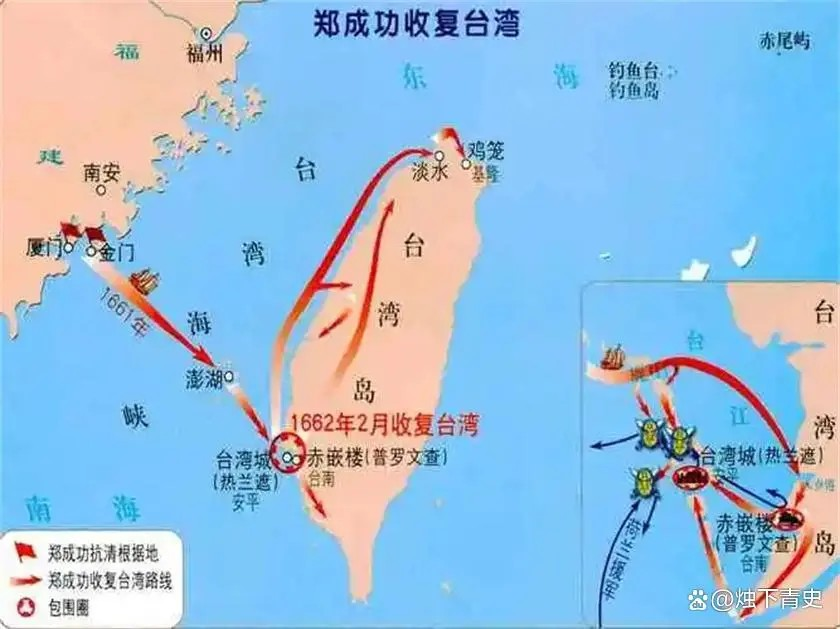 郑成功收复台湾
福建
福州
东海
钓鱼台
钓鱼岛
赤尾屿
南安
厦门
金门
1661年
台湾海峡
澎湖
淡水
鸡笼
基隆
台湾岛
1662年2月收复台湾
台湾城
(热兰遮)
安平
赤嵌楼(普罗文查)
台南
南海
郑成功抗清根据地
郑成功收复台湾路线
包围圈
台江
台湾岛
台湾城(热兰遮)
安平
赤嵌楼
(普罗文查)
台南
荷兰援军
@烛下青史